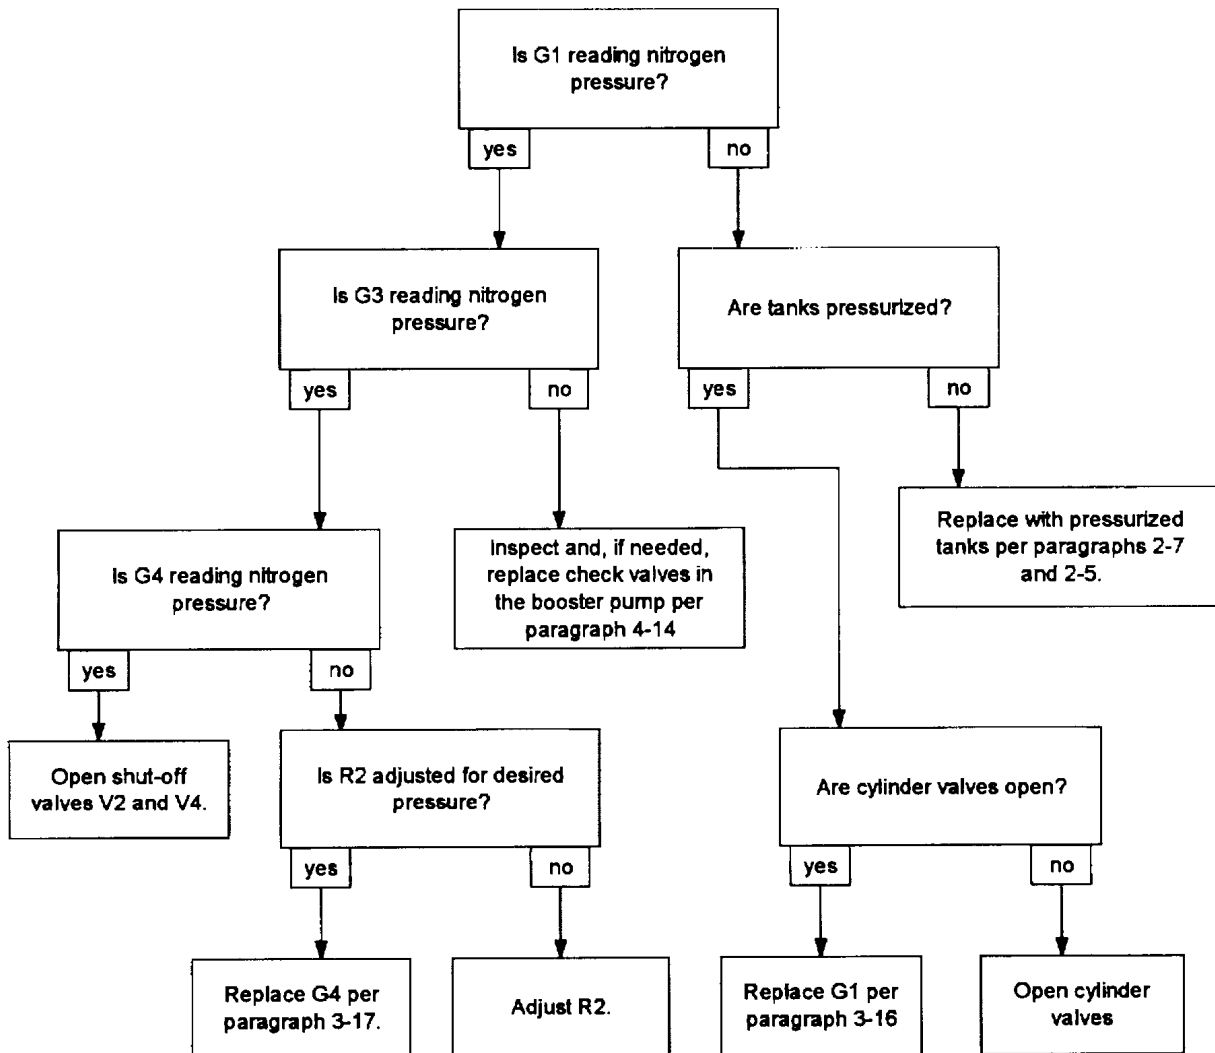 Is G1 reading nitrogen
pressure?
yes
no
Is G3 reading nitrogen
pressure?
Are tanks pressurized?
yes
no
yes
no
Replace with pressurized
tanks per paragraphs 2-7
and 2-5.
Inspect and, if needed,
replace check valves in
the booster pump per
paragraph 4-14
Is G4 reading nitrogen
pressure?
yes
no
Open shut-off
valves V2 and V4.
Is R2 adjusted for desired
pressure?
Are cylinder valves open?
yes
no
yes
no
Replace G4 per
paragraph 3-17.
Adjust R2.
Replace G1 per
paragraph 3-16
Open cylinder
valves